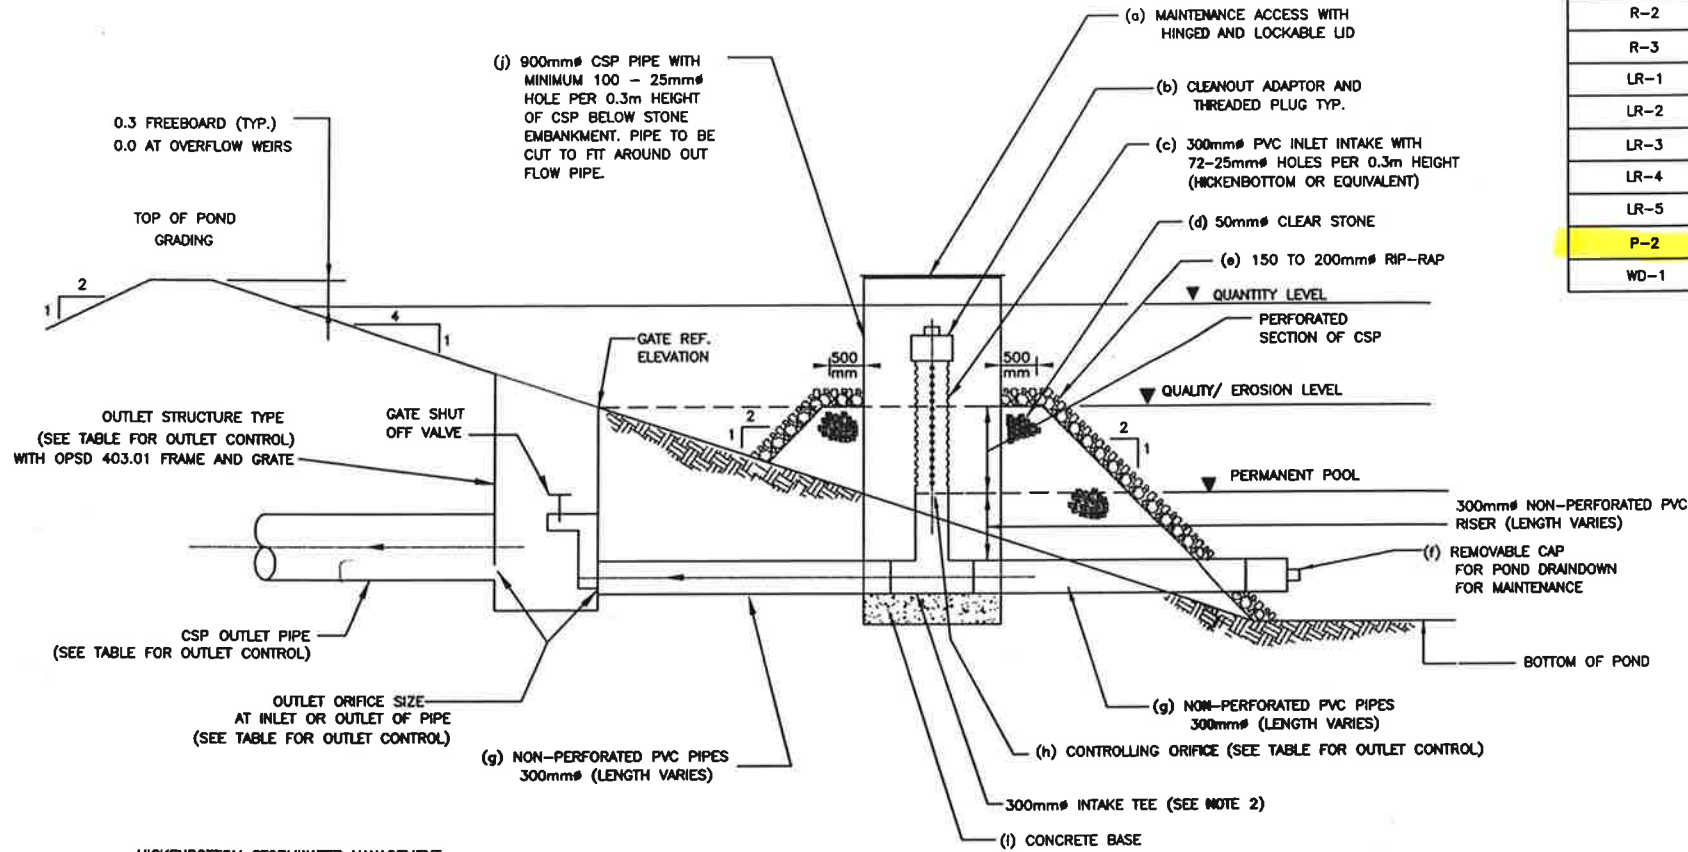 (a) MAINTENANCE ACCESS WITH
HINGED AND LOCKABLE LID
(j) 900mmø CSP PIPE WITH
MINIMUM 100 - 25mmø
HOLE PER 0.3m HEIGHT
OF CSP BELOW STONE
EMBANKMENT. PIPE TO BE
CUT TO FIT AROUND OUT
FLOW PIPE.
(b) CLEANOUT ADAPTOR AND
THREADED PLUG TYP.
(c) 300mmø PVC INLET INTAKE WITH
72-25mmø HOLES PER 0.3m HEIGHT
(HICKENBOTTOM OR EQUIVALENT)
(d) 50mmø CLEAR STONE
(e) 150 TO 200mmø RIP-RAP
R-2
R-3
LR-1
LR-2
LR-3
LR-4
LR-5
P-2
WD-1
0.3 FREEBOARD (TYP.)
0.0 AT OVERFLOW WEIRS
TOP OF POND
GRADING
2
1
4
1
QUANTITY LEVEL
PERFORATED
SECTION OF CSP
GATE REF.
ELEVATION
500
mm
500
mm
QUALITY/ EROSION LEVEL
OUTLET STRUCTURE TYPE
(SEE TABLE FOR OUTLET CONTROL)
WITH OPSD 403.01 FRAME AND GRATE
GATE SHUT
OFF VALVE
2
1
2
1
PERMANENT POOL
300mmø NON-PERFORATED PVC
RISER (LENGTH VARIES)
(f) REMOVABLE CAP
FOR POND DRAINDOWN
FOR MAINTENANCE
CSP OUTLET PIPE
(SEE TABLE FOR OUTLET CONTROL)
BOTTOM OF POND
OUTLET ORIFICE SIZE
AT INLET OR OUTLET OF PIPE
(SEE TABLE FOR OUTLET CONTROL)
(g) NON-PERFORATED PVC PIPES
300mmø (LENGTH VARIES)
(g) NON-PERFORATED PVC PIPES
300mmø (LENGTH VARIES)
(h) CONTROLLING ORIFICE (SEE TABLE FOR OUTLET CONTROL)
300mmø INTAKE TEE (SEE NOTE 2)
(i) CONCRETE BASE